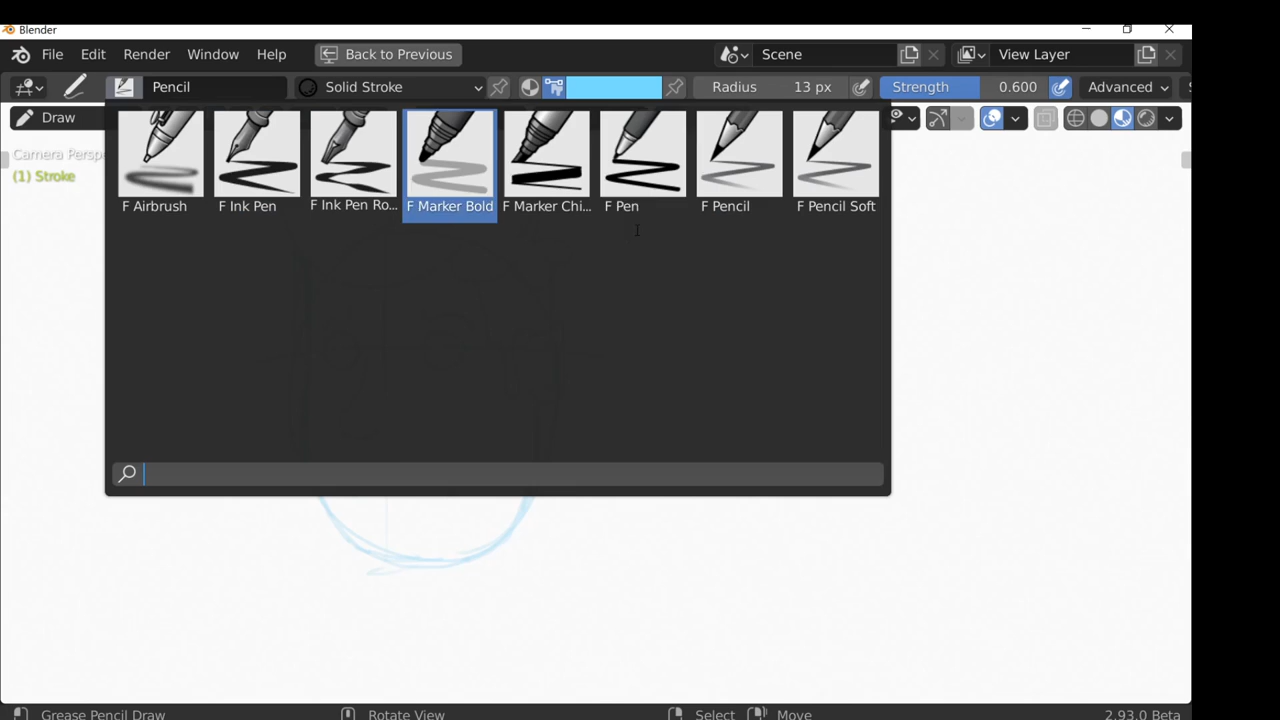 Blender
File Edit Render Window Help Back to Previous Scene View Layer
Pencil Solid Stroke Radius 13 px Strength 0.600 Advanced
Draw
Camera Persp
(1) Stroke
F Airbrush F Ink Pen F Ink Pen Ro... F Marker Bold F Marker Chi... F Pen F Pencil F Pencil Soft
Grease Pencil Draw Rotate View Select Move 2.93.0 Beta